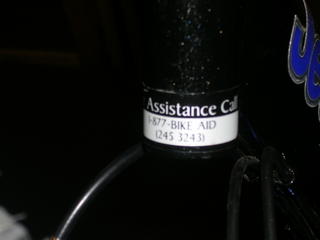 Assistance Call
1-877-BIKE AID
(245 3243)